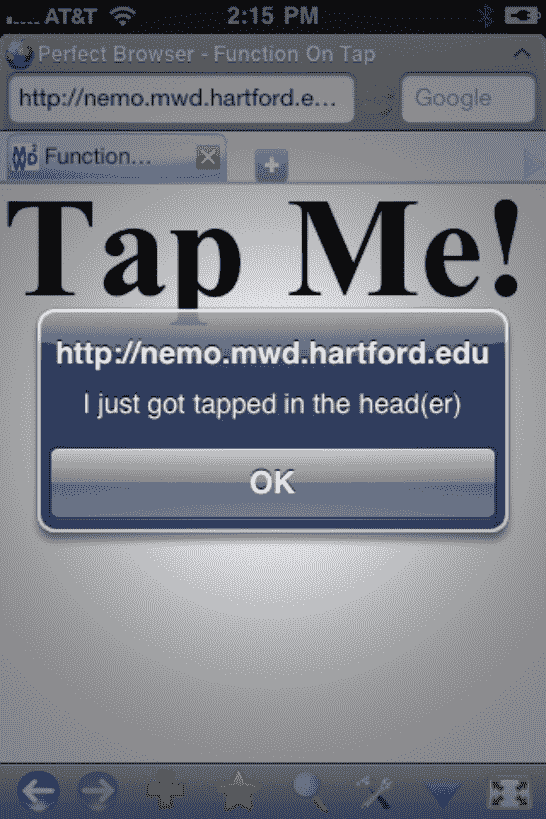 AT&T 2:15 PM
Perfect Browser - Function On Tap
http://nemo.mwd.hartford.e... Google
Function...
Tap Me!
http://nemo.mwd.hartford.edu
I just got tapped in the head(er)
OK